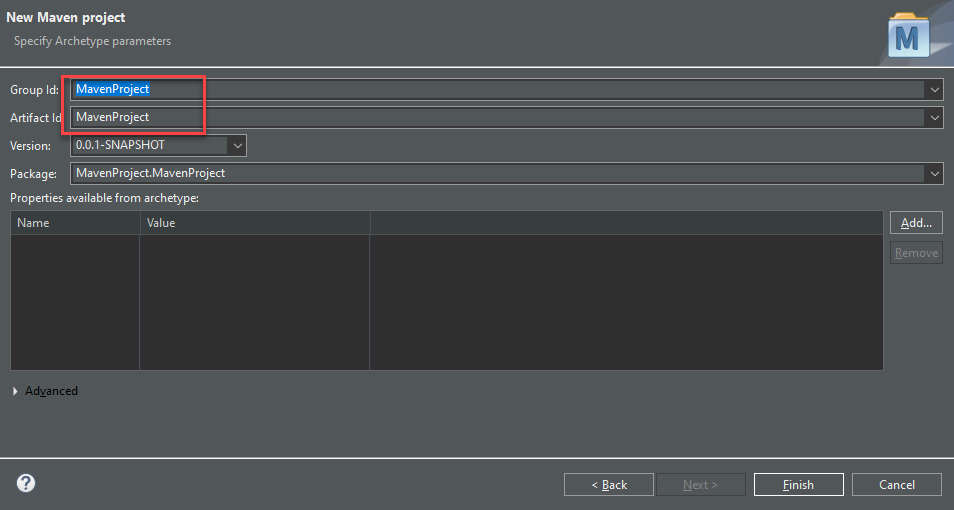 New Maven project
Specify Archetype parameters
M
Group Id: MavenProject
Artifact Id MavenProject
Version: 0.0.1-SNAPSHOT
Package: MavenProject.MavenProject
Properties available from archetype:
Name Value
Add...
Remove
Advanced
? < Back Next > Finish Cancel